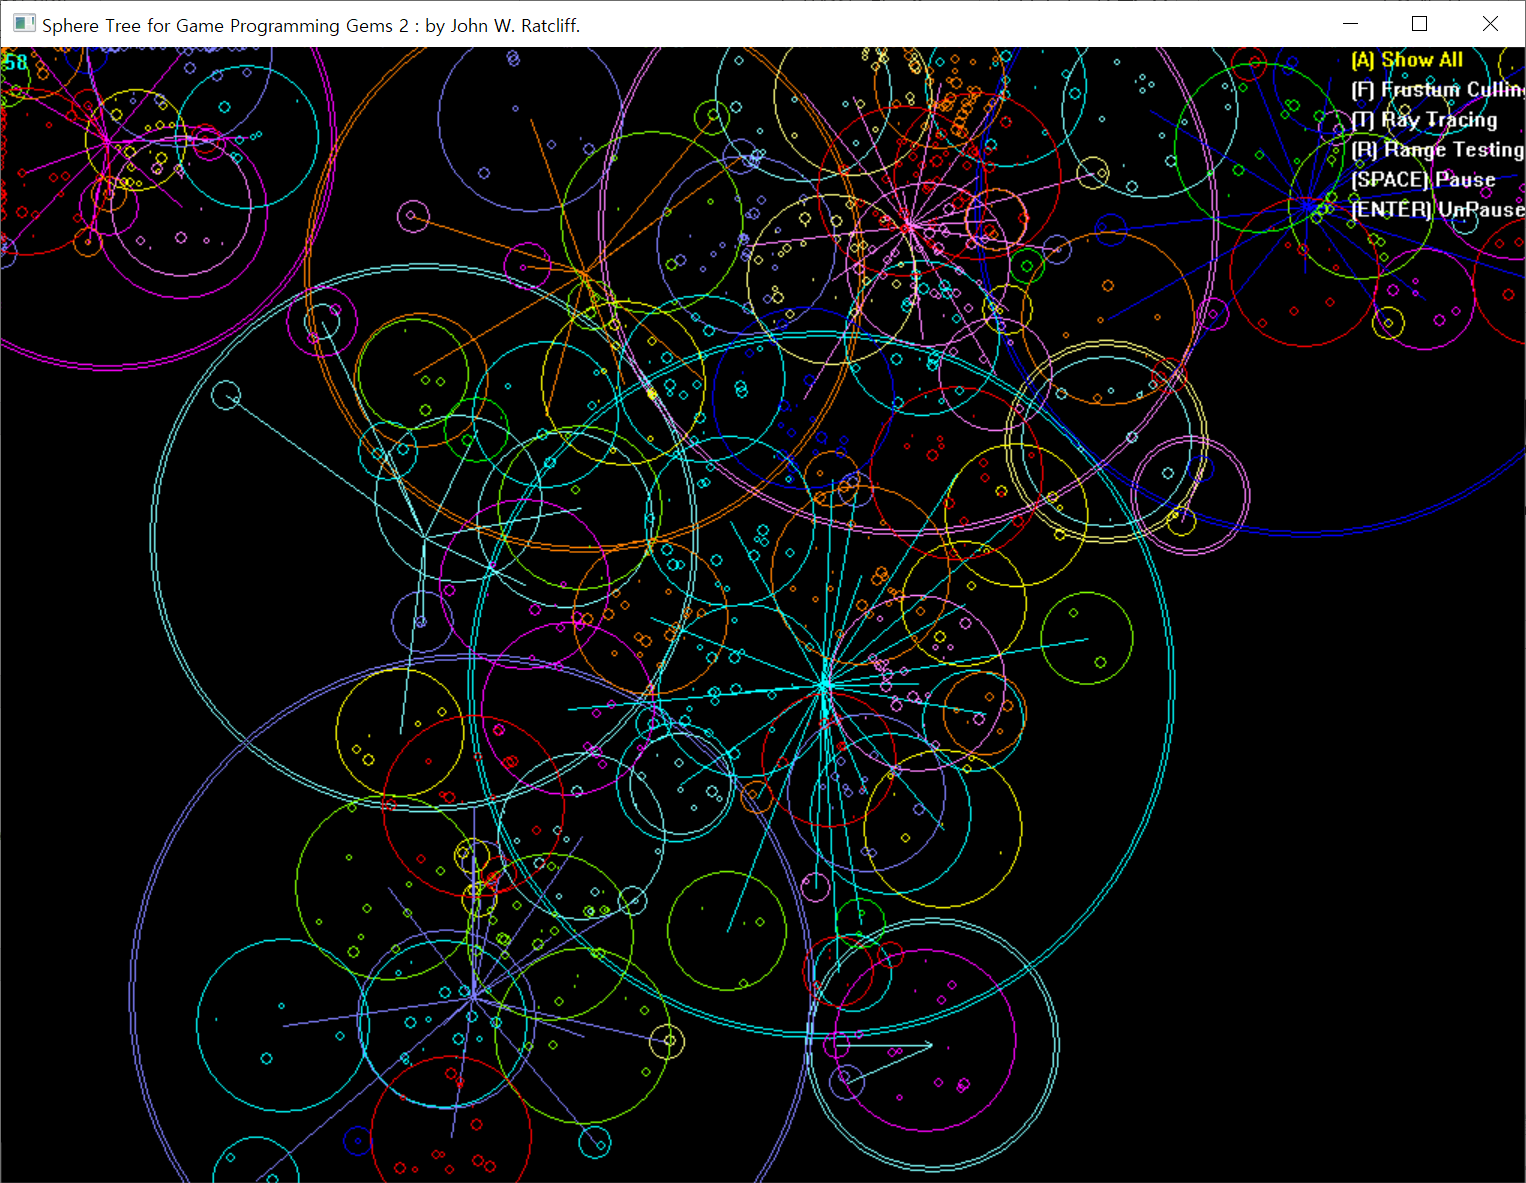 Sphere Tree for Game Programming Gems 2 : by John W. Ratcliff.
58
(A) Show All
(F) Frustum Culling
(T) Ray Tracing
(R) Range Testing
(SPACE) Pause
(ENTER) UnPause